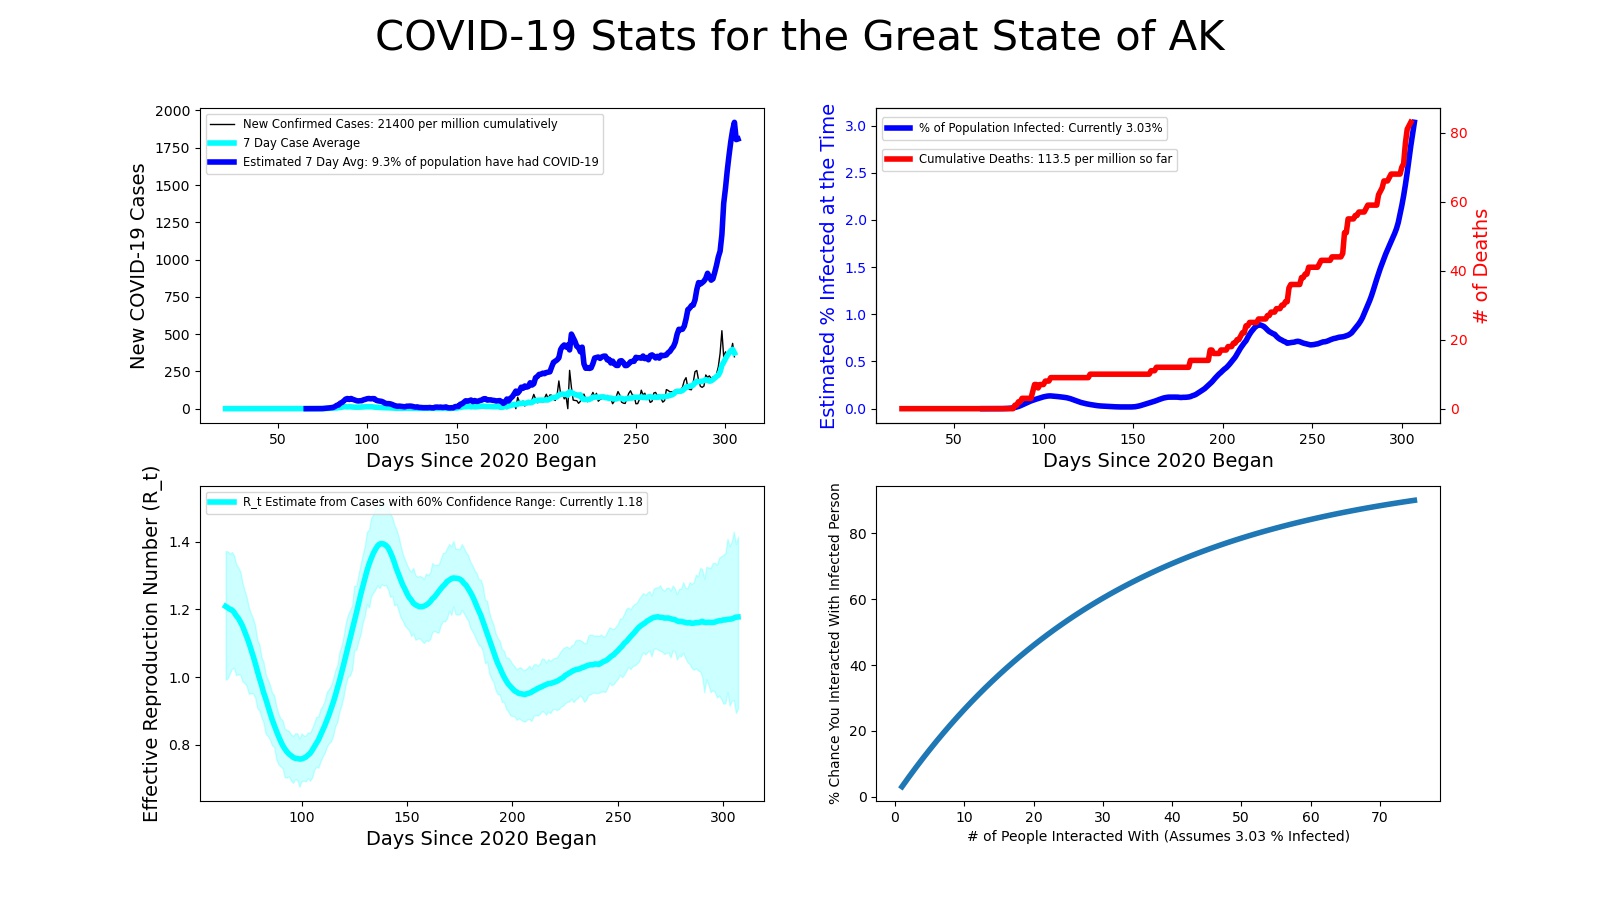 COVID-19 Stats for the Great State of AK
New COVID-19 Cases
2000
1750
1500
1250
1000
750
500
250
0
New Confirmed Cases: 21400 per million cumulatively
7 Day Case Average
Estimated 7 Day Avg: 9.3% of population have had COVID-19
50 100 150 200 250 300
Days Since 2020 Began
Estimated % Infected at the Time
3.0
2.5
2.0
1.5
1.0
0.5
0.0
% of Population Infected: Currently 3.03%
Cumulative Deaths: 113.5 per million so far
80
60
40
20
0
# of Deaths
50 100 150 200 250 300
Days Since 2020 Began
Effective Reproduction Number (R_t)
1.4
1.2
1.0
0.8
R_t Estimate from Cases with 60% Confidence Range: Currently 1.18
100 150 200 250 300
Days Since 2020 Began
% Chance You Interacted With Infected Person
80
60
40
20
0
0 10 20 30 40 50 60 70
# of People Interacted With (Assumes 3.03 % Infected)